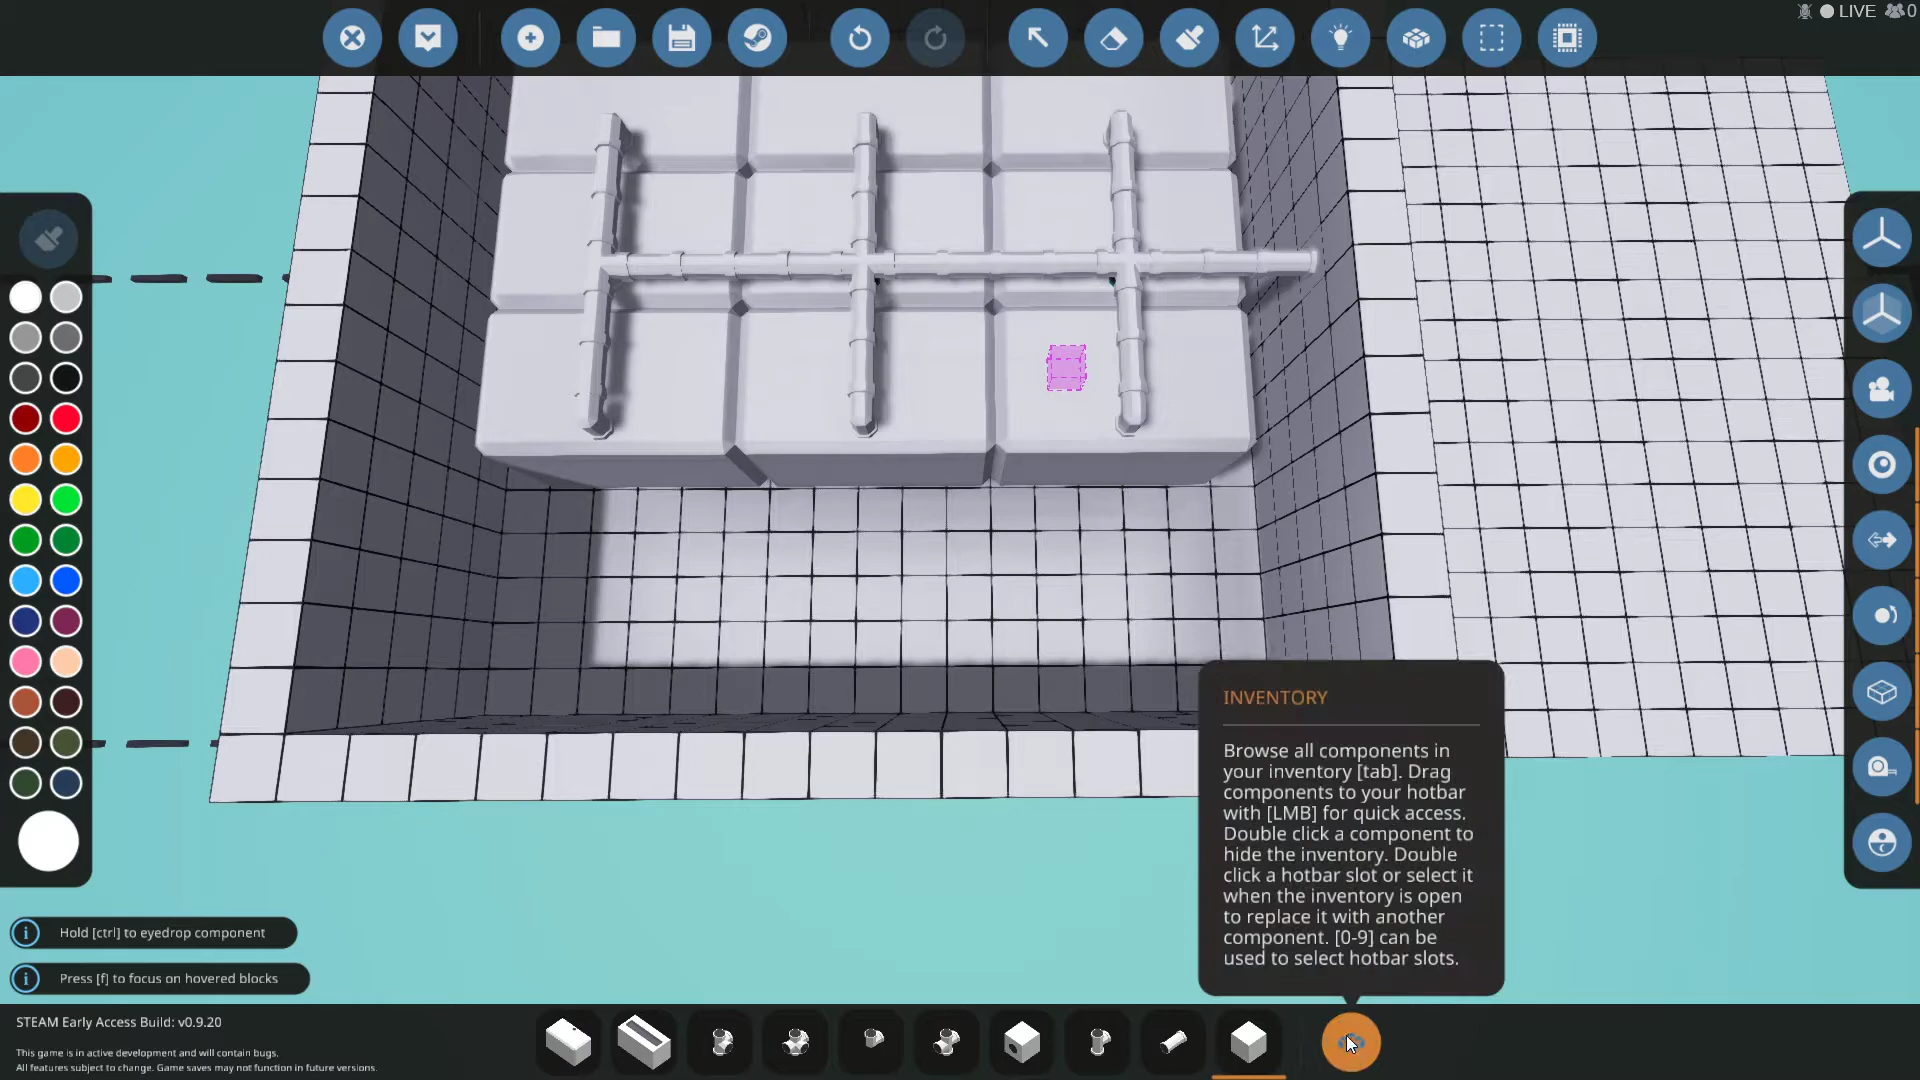 LIVE 0
INVENTORY
Browse all components in
your inventory [tab]. Drag
components to your hotbar
with [LMB] for quick access.
Double click a component to
hide the inventory. Double
click a hotbar slot or select it
when the inventory is open
to replace it with another
component. [0-9] can be
used to select hotbar slots.
Hold [ctrl] to eyedrop component
Press [f] to focus on hovered blocks
STEAM Early Access Build: v0.9.20
This game is in active development and will contain bugs.
All features subject to change. Game saves may not function in future versions.